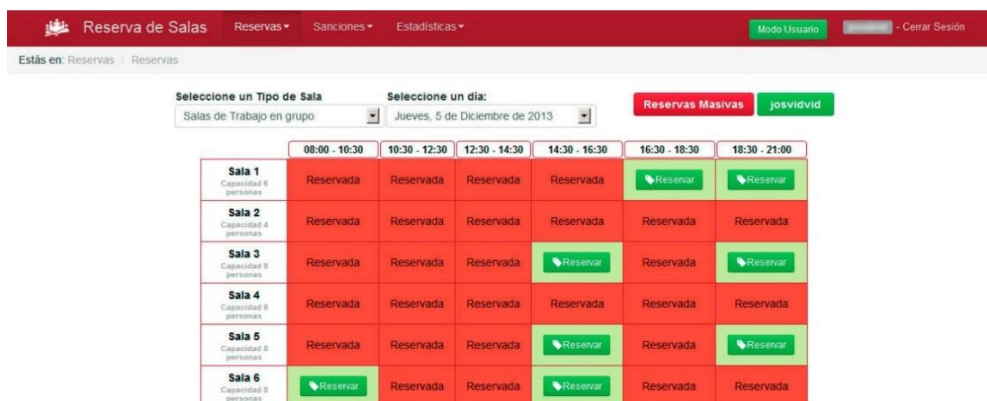 Reserva de Salas Reservas Sanciones Estadísticas Modo Usuario - Cerrar Sesión
Estás en: Reservas / Reservas
Seleccione un Tipo de Sala Seleccione un día:
Salas de Trabajo en grupo Jueves, 5 de Diciembre de 2013 Reservas Masivas josvidvid
08:00 - 10:30 10:30 - 12:30 12:30 - 14:30 14:30 - 16:30 16:30 - 18:30 18:30 - 21:00
Sala 1
Capacidad 6
personas
Reservada Reservada Reservada Reservada Reservar Reservar
Sala 2
Capacidad 4
personas
Reservada Reservada Reservada Reservada Reservada Reservada
Sala 3
Capacidad 8
personas
Reservada Reservada Reservada Reservar Reservada Reservar
Sala 4
Capacidad 8
personas
Reservada Reservada Reservada Reservada Reservada Reservada
Sala 5
Capacidad 8
personas
Reservada Reservada Reservada Reservar Reservada Reservar
Sala 6
Capacidad 8
personas
Reservar Reservada Reservada Reservar Reservada Reservada